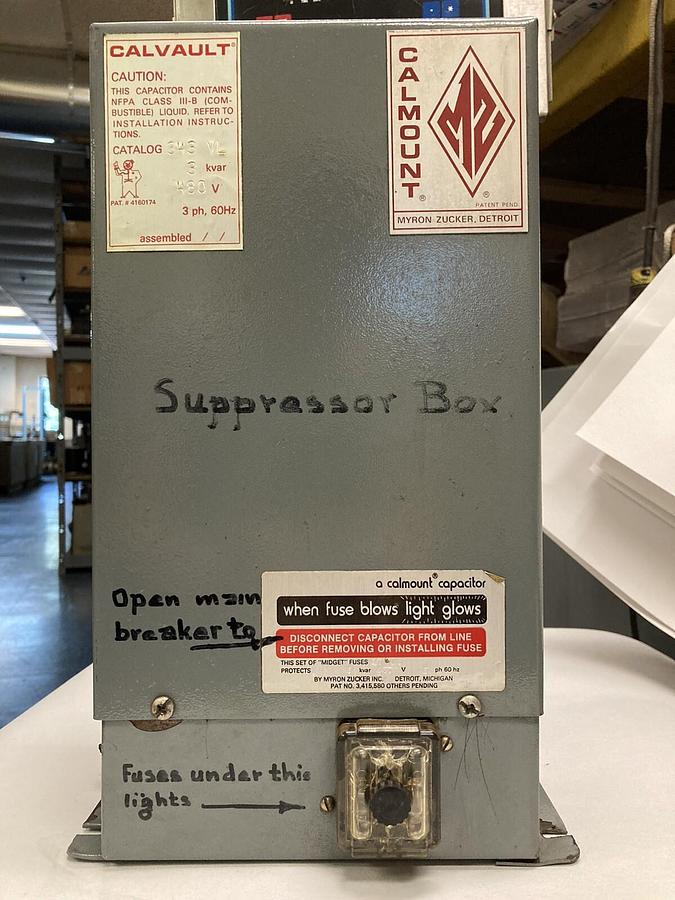 CALVAULT®
CAUTION:
THIS CAPACITOR CONTAINS
NFPA CLASS III-B (COM-
BUSTIBLE) LIQUID. REFER TO
INSTALLATION INSTRUC-
TIONS.
CATALOG
3 kvar
480 V
PAT. # 4160174
3 ph, 60Hz
assembled / /
CALMOUNT®
MZ
®
PATENT PEND.
MYRON ZUCKER, DETROIT
Suppressor Box
Open main
breaker to
a calmount® capacitor
when fuse blows light glows
DISCONNECT CAPACITOR FROM LINE
BEFORE REMOVING OR INSTALLING FUSE
THIS SET OF "MIDGET" FUSES
PROTECTS kvar V ph 60 hz
BY MYRON ZUCKER INC. DETROIT, MICHIGAN
PAT NO. 3,415,580 OTHERS PENDING
Fuses under this
lights